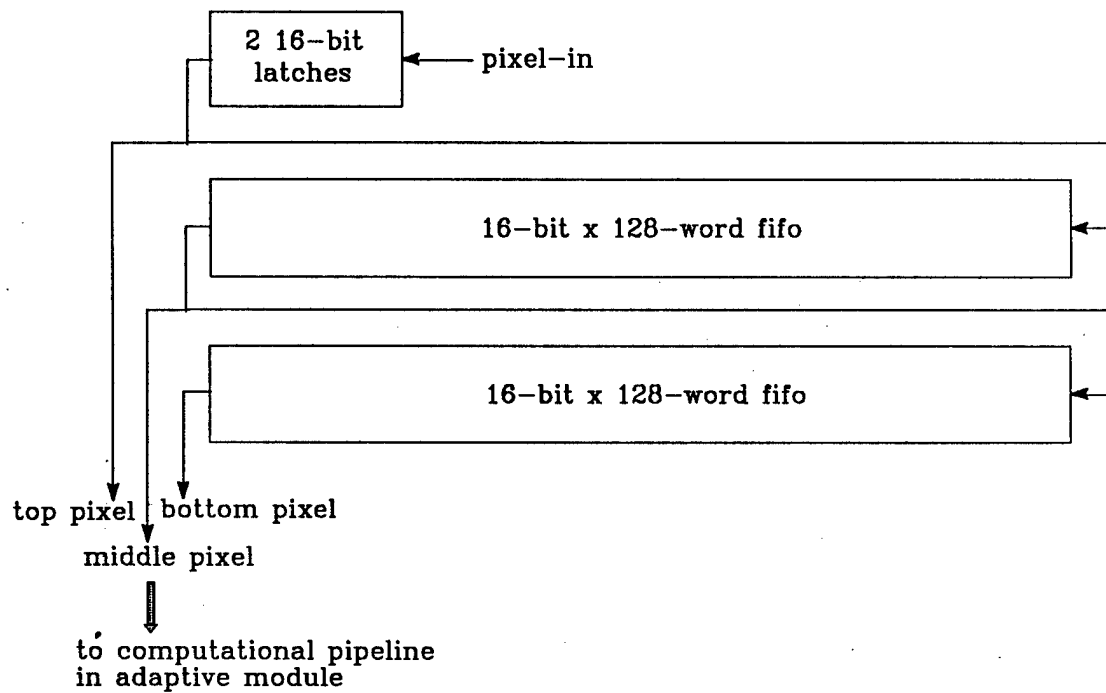 2 16-bit
latches
pixel-in
16-bit x 128-word fifo
16-bit x 128-word fifo
top pixel
bottom pixel
middle pixel
to computational pipeline
in adaptive module